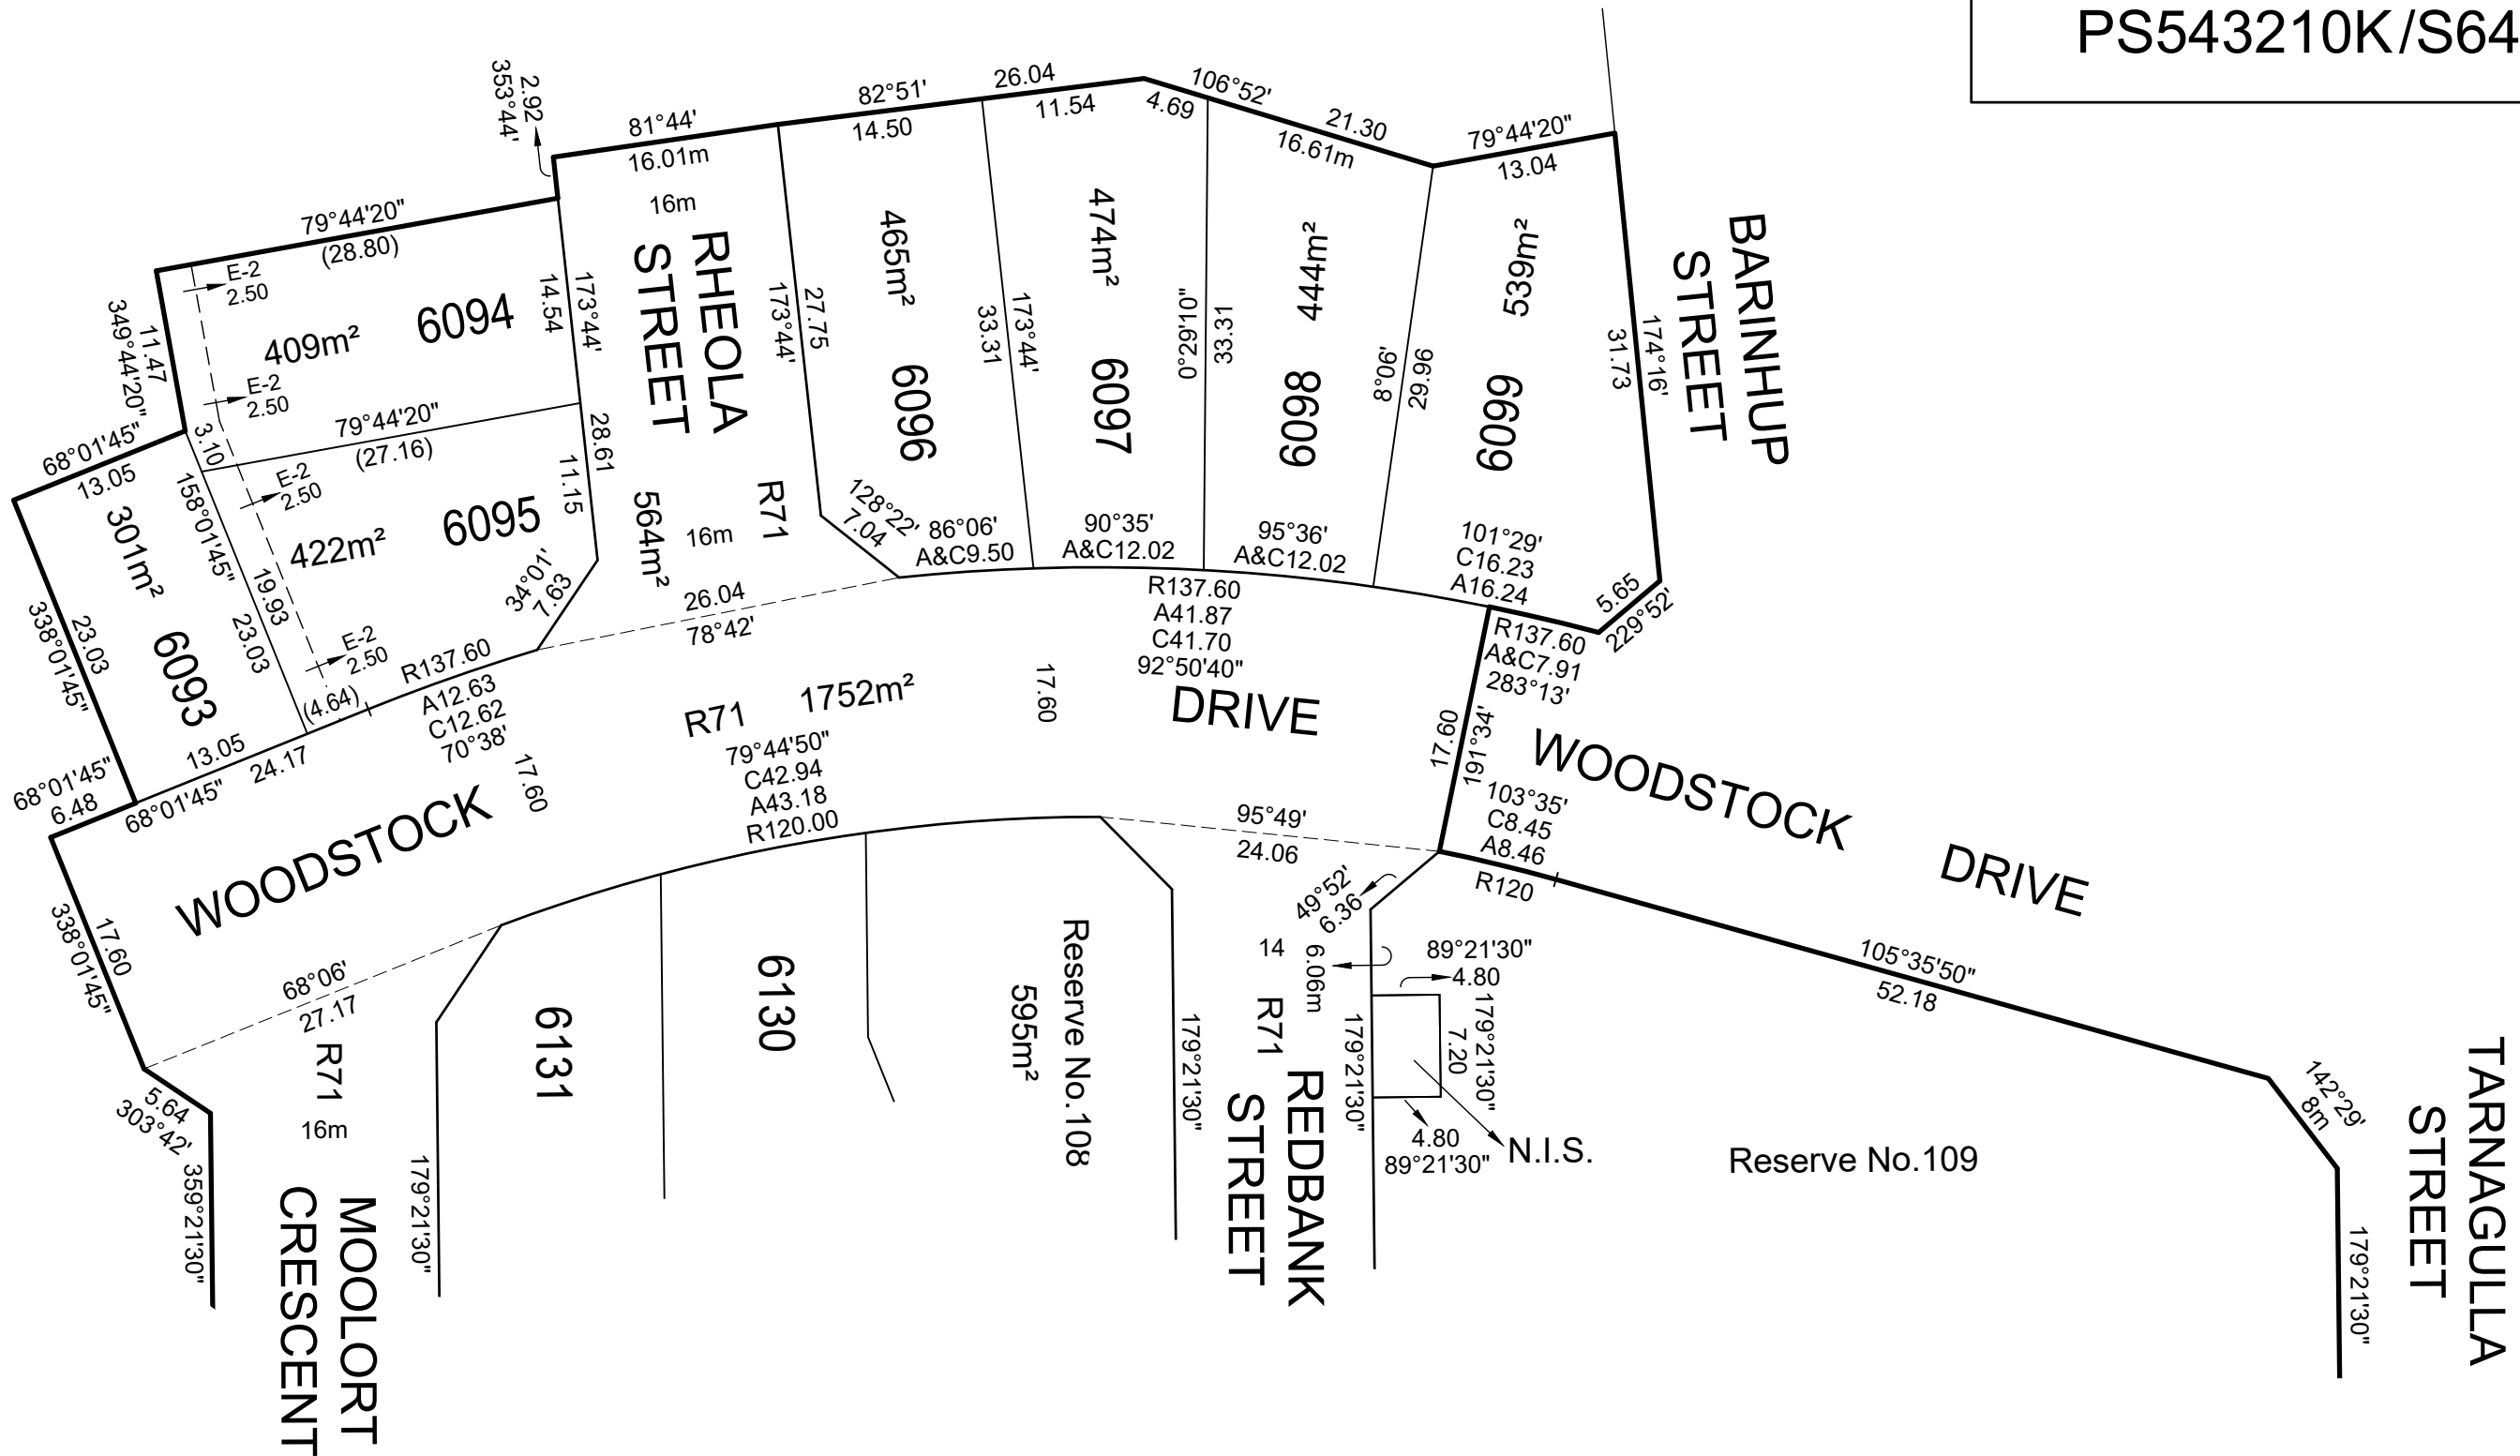 PS543210K/S64
353°44'
2.92
81°44'
16.01m
16m
82°51'
26.04
14.50
11.54
4.69
106°52'
21.30
16.61m
79°44'20"
13.04
79°44'20"
(28.80)
E-2
2.50
349°44'20"
11.47
409m²
6094
14.54
173°44'
E-2
2.50
79°44'20"
(27.16)
68°01'45"
13.05
3.10
E-2
2.50
28.61
11.15
422m²
6095
301m²
6093
158°01'45"
19.93
23.03
338°01'45"
23.03
34°01'
7.63
E-2
2.50
(4.64)
RHEOLA
STREET
R71
564m²
16m
173°44'
27.75
465m²
6096
33.31
173°44'
474m²
6097
0°29'10"
33.31
444m²
6098
8°06'
29.96
539m²
6099
31.73
174°16'
BARINHUP
STREET
128°22'
7.04
86°06'
A&C9.50
90°35'
A&C12.02
95°36'
A&C12.02
101°29'
C16.23
A16.24
5.65
229°52'
26.04
78°42'
R137.60
A41.87
C41.70
92°50'40"
R137.60
A&C7.91
283°13'
R137.60
A12.63
C12.62
70°38'
13.05
24.17
68°01'45"
68°01'45"
6.48
17.60
R71
1752m²
17.60
DRIVE
17.60
191°34'
79°44'50"
C42.94
A43.18
R120.00
WOODSTOCK
WOODSTOCK
DRIVE
103°35'
C8.45
A8.46
R120
95°49'
24.06
338°01'45"
17.60
68°06'
27.17
49°52'
6.36
105°35'50"
52.18
14
6.06m
89°21'30"
4.80
R71
16m
5.64
303°42'
359°21'30"
MOOLORT
CRESCENT
179°21'30"
6131
6130
Reserve No.108
595m²
179°21'30"
R71
REDBANK
STREET
179°21'30"
179°21'30"
7.20
4.80
89°21'30"
N.I.S.
Reserve No.109
142°29'
8m
179°21'30"
TARNAGULLA
STREET